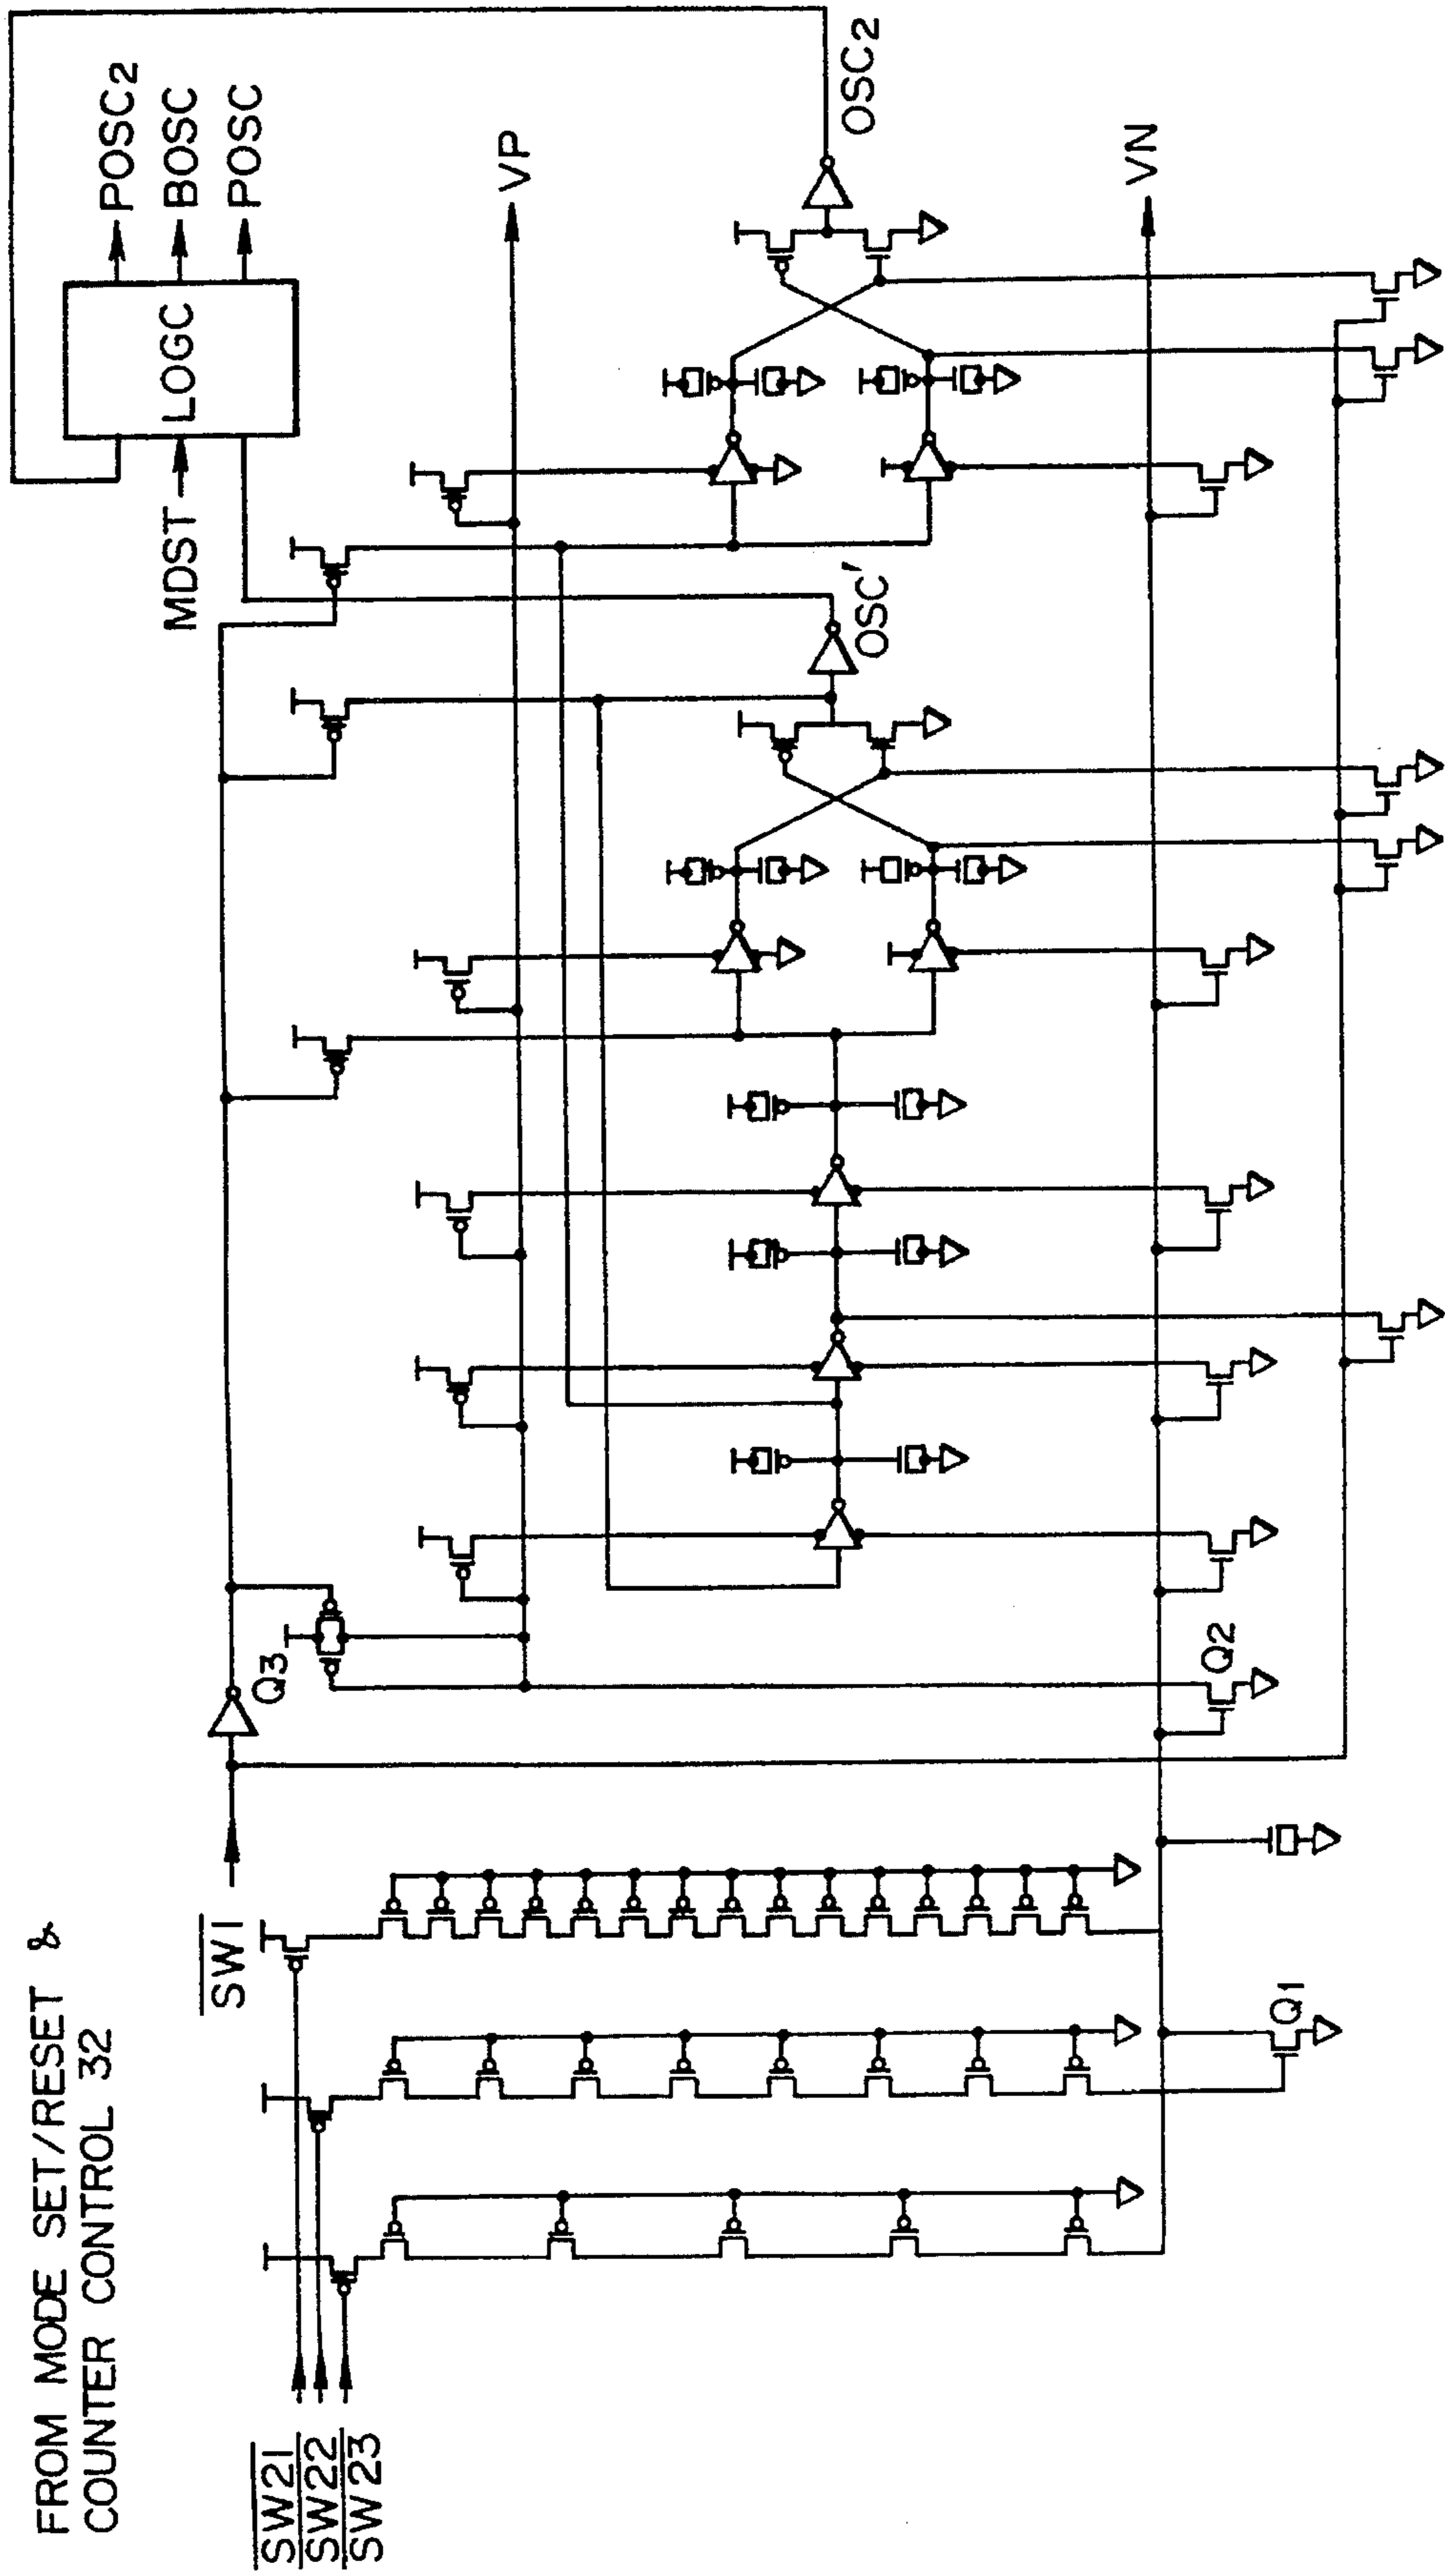 FROM MODE SET/RESET &
COUNTER CONTROL 32
SW21
SW22
SW23
SW1
Q3
Q1
Q2
MDST
LOGC
POSC2
BOSC
POSC
VP
OSC'
OSC2
VN